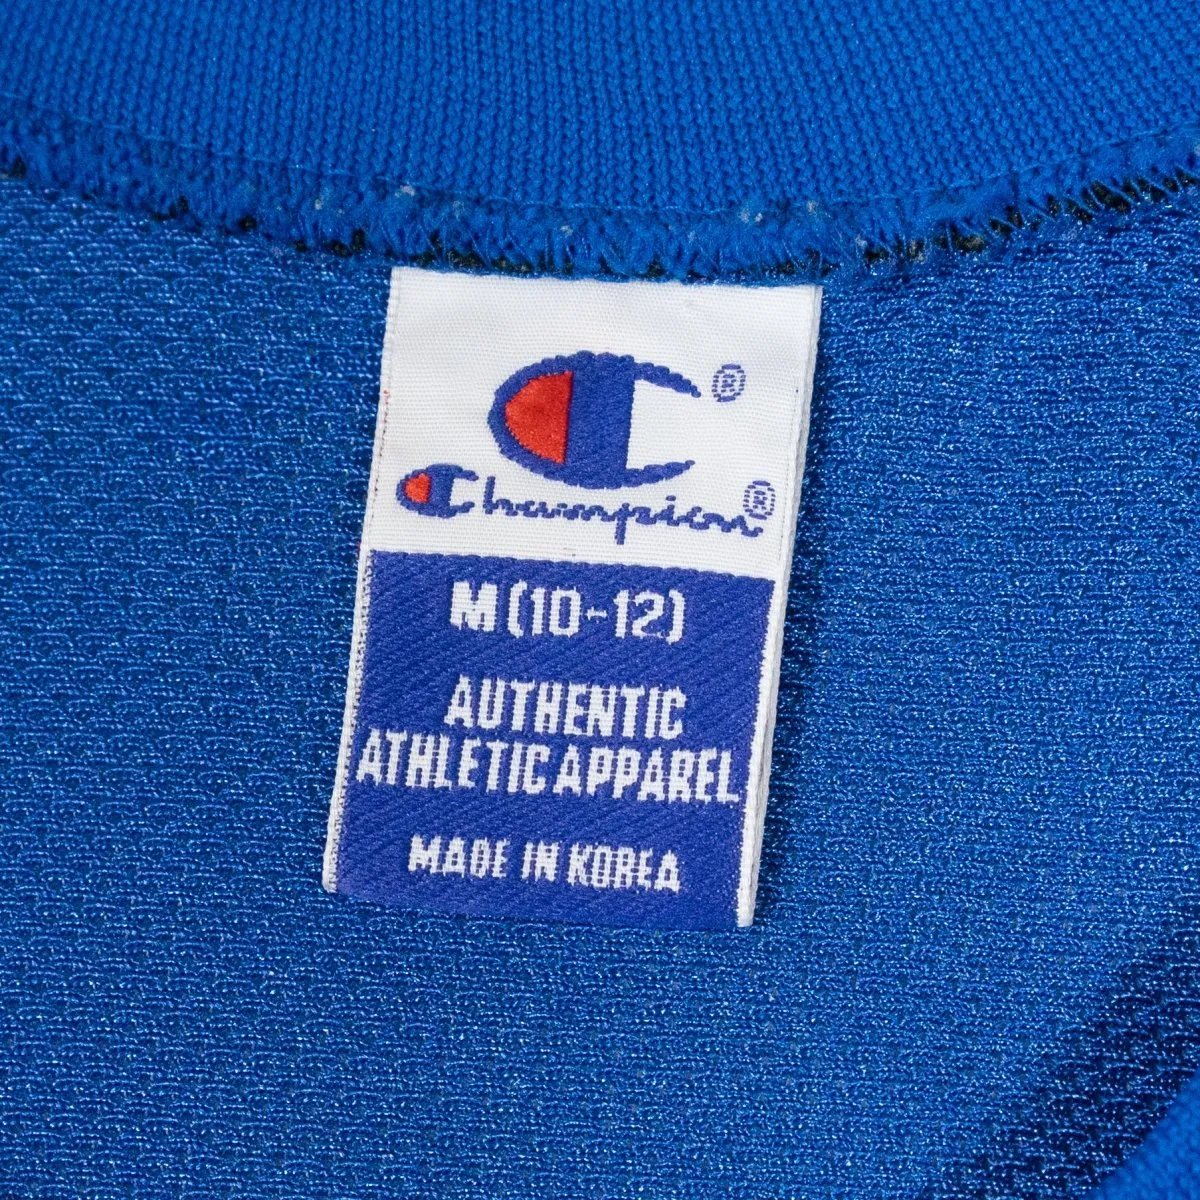 ®
Champion®
M(10-12)
AUTHENTIC
ATHLETIC APPAREL
MADE IN KOREA